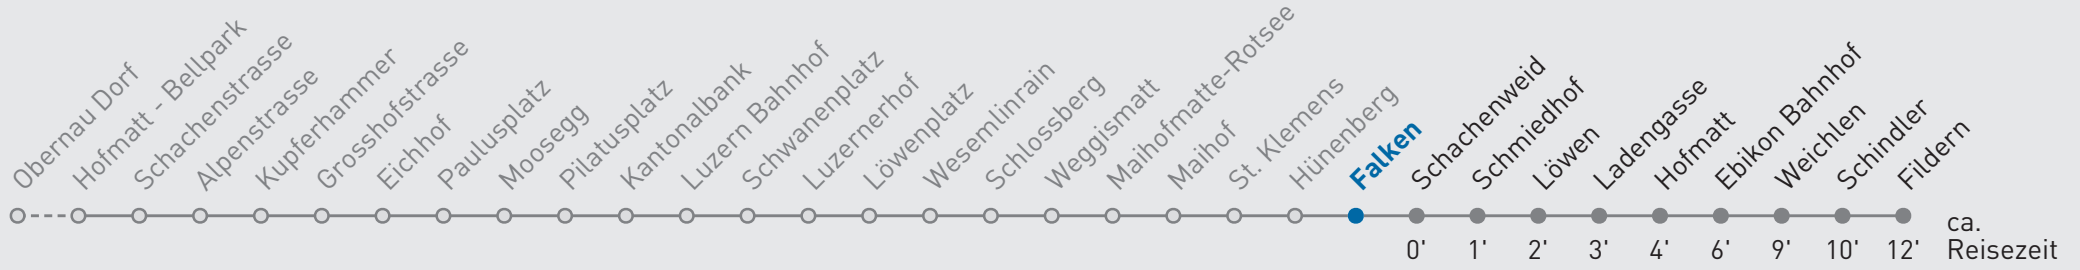 Obernau Dorf
Hofmatt - Bellpark
Schachenstrasse
Alpenstrasse
Kupferhammer
Grosshofstrasse
Eichhof
Paulusplatz
Moosegg
Pilatusplatz
Kantonalbank
Luzern Bahnhof
Schwanenplatz
Luzernerhof
Löwenplatz
Wesemlinrain
Schlossberg
Weggismatt
Maihofmatte-Rotsee
Maihof
St. Klemens
Hünenberg
Falken
Schachenweid
Schmiedhof
Löwen
Ladengasse
Hofmatt
Ebikon Bahnhof
Weichlen
Schindler
Fildern
0' 1' 2' 3' 4' 6' 9' 10' 12'
ca.
Reisezeit